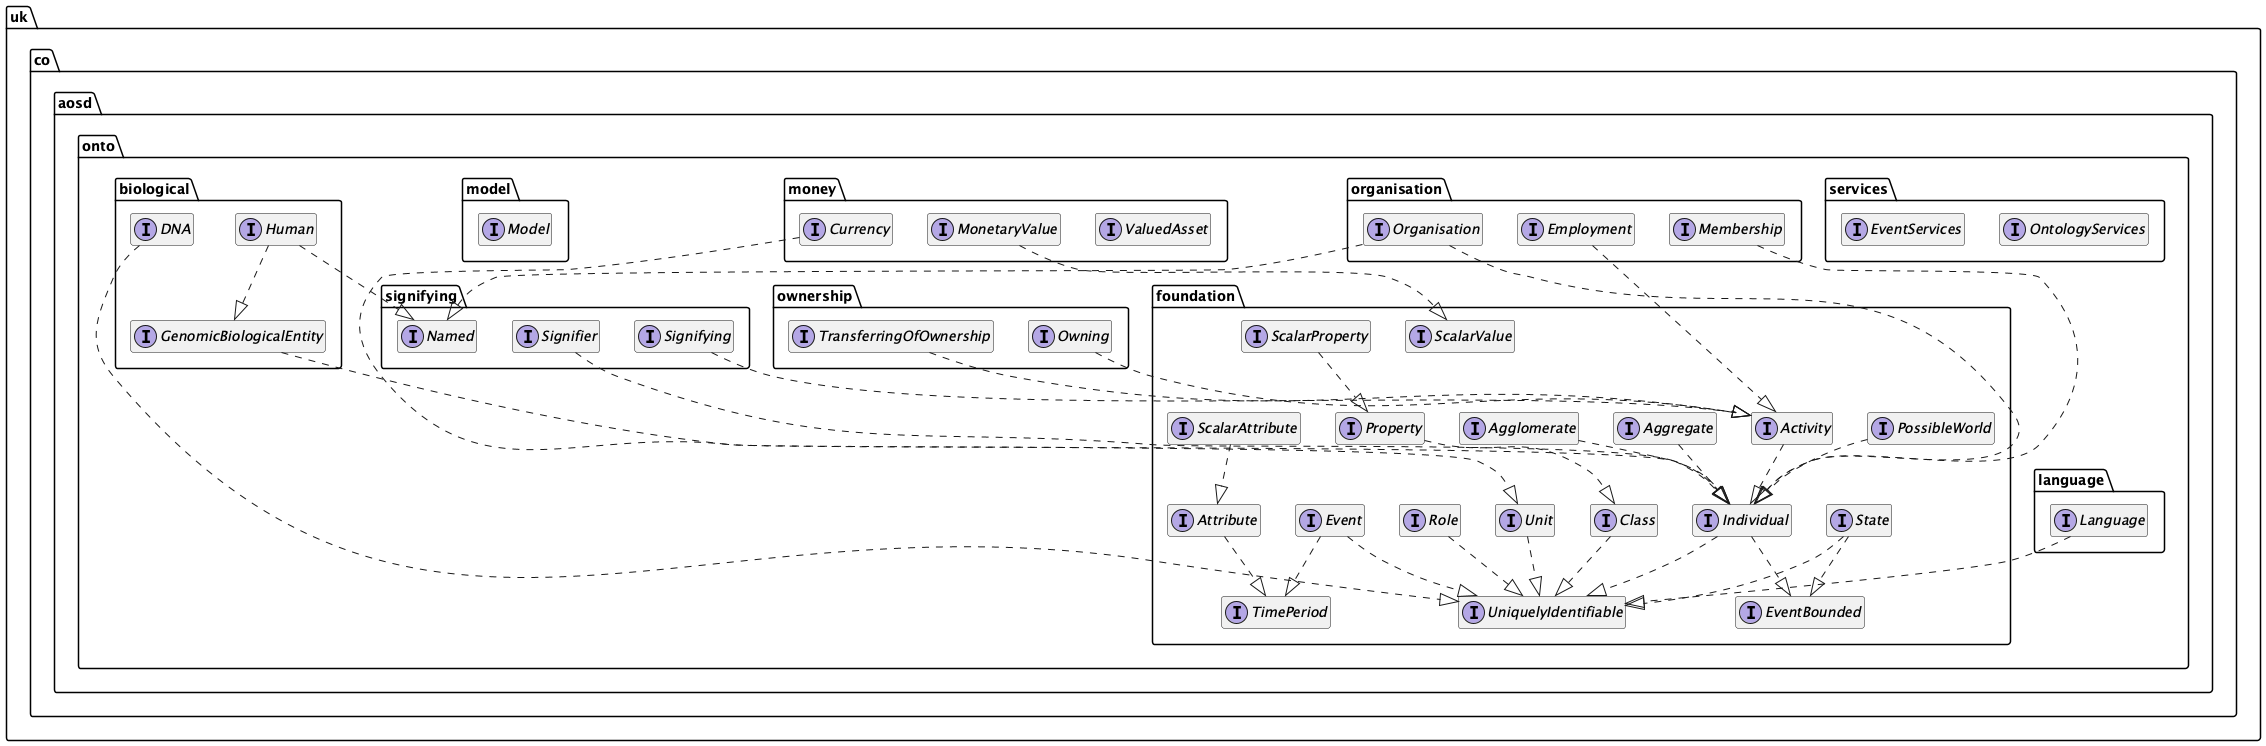 uk
co
aosd
onto
biological
model
money
organisation
services
I DNA
I Human
I Model
I Currency
I MonetaryValue
I ValuedAsset
I Organisation
I Employment
I Membership
I EventServices
I OntologyServices
signifying
ownership
foundation
I GenomicBiologicalEntity
I Named
I Signifier
I Signifying
I TransferringOfOwnership
I Owning
I ScalarProperty
I ScalarValue
I ScalarAttribute
I Property
I Agglomerate
I Aggregate
I Activity
I PossibleWorld
language
I Attribute
I Event
I Role
I Unit
I Class
I Individual
I State
I Language
I TimePeriod
I UniquelyIdentifiable
I EventBounded